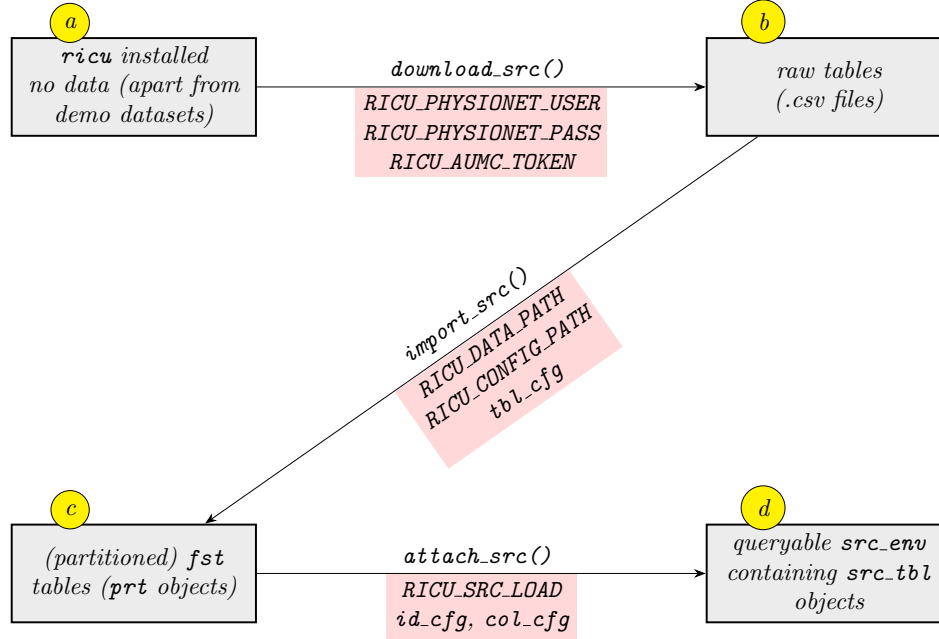 a
ricu installed
no data (apart from
demo datasets)
download_src()
RICU_PHYSIONET_USER
RICU_PHYSIONET_PASS
RICU_AUMC_TOKEN
b
raw tables
(.csv files)
import_src()
RICU_DATA_PATH
RICU_CONFIG_PATH
tbl_cfg
c
(partitioned) fst
tables (prt objects)
attach_src()
RICU_SRC_LOAD
id_cfg, col_cfg
d
queryable src_env
containing src_tbl
objects